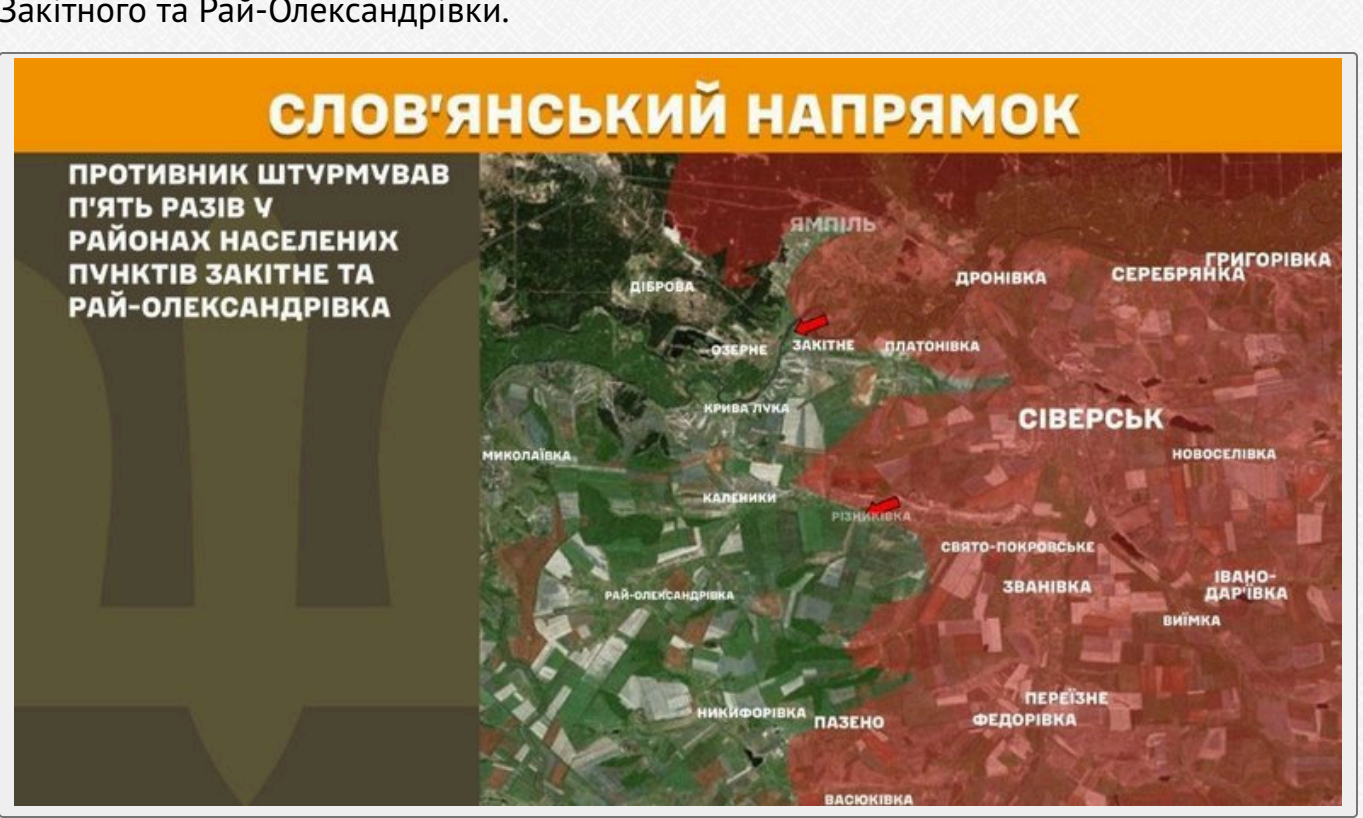 Закітного та Рай-Олександрівки.
СЛОВ'ЯНСЬКИЙ НАПРЯМОК
ПРОТИВНИК ШТУРМУВАВ
П'ЯТЬ РАЗІВ У
РАЙОНАХ НАСЕЛЕНИХ
ПУНКТІВ ЗАКІТНЕ ТА
РАЙ-ОЛЕКСАНДРІВКА
ЯМПІЛЬ
ГРИГОРІВКА
СЕРЕБРЯНКА
ДРОНІВКА
ДІБРОВА
ОЗЕРНЕ
ЗАКІТНЕ
ПЛАТОНІВКА
КРИВА ЛУКА
СІВЕРСЬК
МИКОЛАЇВКА
НОВОСЕЛІВКА
КАЛЕНИКИ
РІЗНИКІВКА
СВЯТО-ПОКРОВСЬКЕ
ЗВАНІВКА
ІВАНО-
ДАР'ЇВКА
РАЙ-ОЛЕКСАНДРІВКА
ВИЇМКА
ПЕРЕЇЗНЕ
НИКИФОРІВКА
ПАЗЕНО
ФЕДОРІВКА
ВАСЮКІВКА